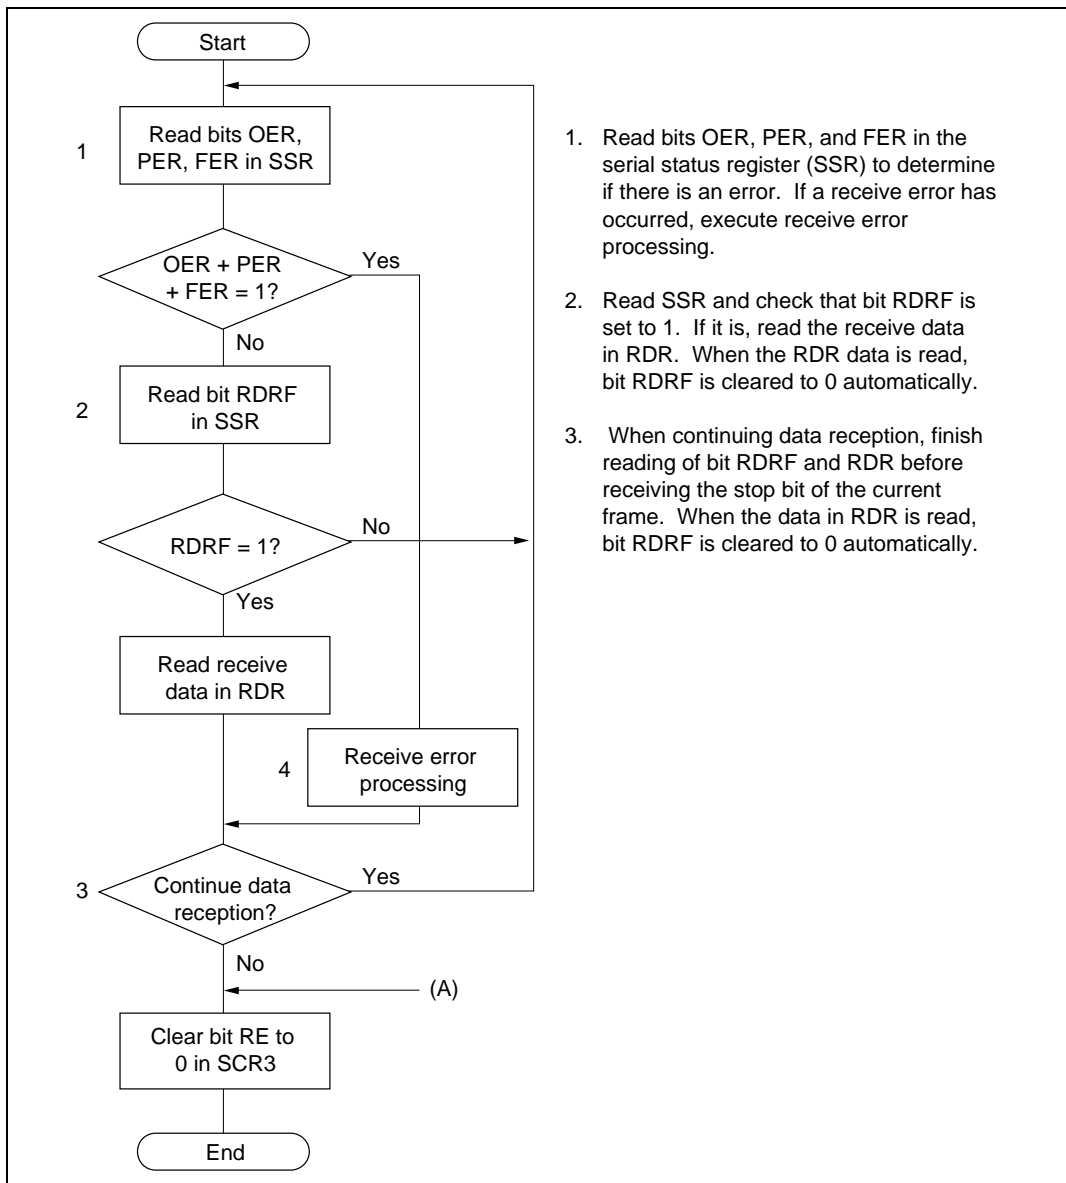 Start
1
Read bits OER,
PER, FER in SSR
OER + PER
+ FER = 1?
Yes
No
2
Read bit RDRF
in SSR
RDRF = 1?
No
Yes
Read receive
data in RDR
4
Receive error
processing
3
Continue data
reception?
Yes
No
(A)
Clear bit RE to
0 in SCR3
End
1. Read bits OER, PER, and FER in the
serial status register (SSR) to determine
if there is an error. If a receive error has
occurred, execute receive error
processing.
2. Read SSR and check that bit RDRF is
set to 1. If it is, read the receive data
in RDR. When the RDR data is read,
bit RDRF is cleared to 0 automatically.
3. When continuing data reception, finish
reading of bit RDRF and RDR before
receiving the stop bit of the current
frame. When the data in RDR is read,
bit RDRF is cleared to 0 automatically.